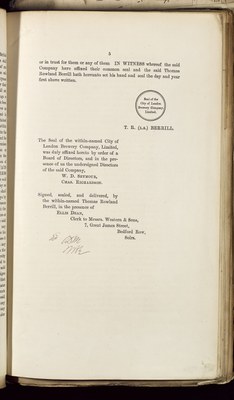 3
or in trust for them or any of them IN WITNESS whereof the said
Company have affixed their common seal and the said Thomas
Rowland Berrill hath hereunto set his hand and seal the day and year
first above written.
Seal of the
City of London
Brewery Company
Limited.
T. R. (L.S.) BERRILL.
The Seal of the within-named City of
London Brewery Company, Limited,
was duly affixed hereto by order of a
Board of Directors, and in the pre-
sence of us the undersigned Directors
of the said Company,
W. D. SEYMOUR,
CHAS. RICHARDSON.
Signed, sealed, and delivered, by
the within-named Thomas Rowland
Berrill, in the presence of
ELLIS DEAN,
Clerk to Messrs. & SONS,
7, Great James Street,
Bedford Row,
Solrs.